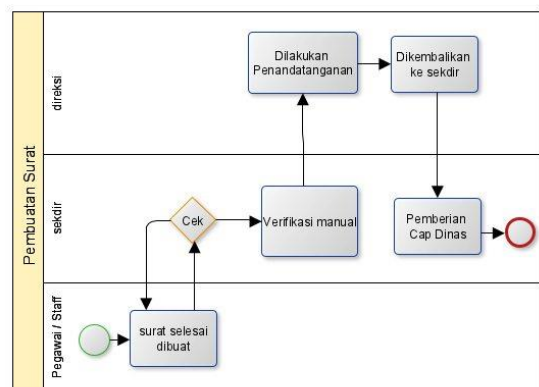 Pembuatan Surat
direksi
Dilakukan
Penandatanganan
Dikembalikan
ke sekdir
sekdir
Cek
Verifikasi manual
Pemberian
Cap Dinas
Pegawai / Staff
surat selesai
dibuat